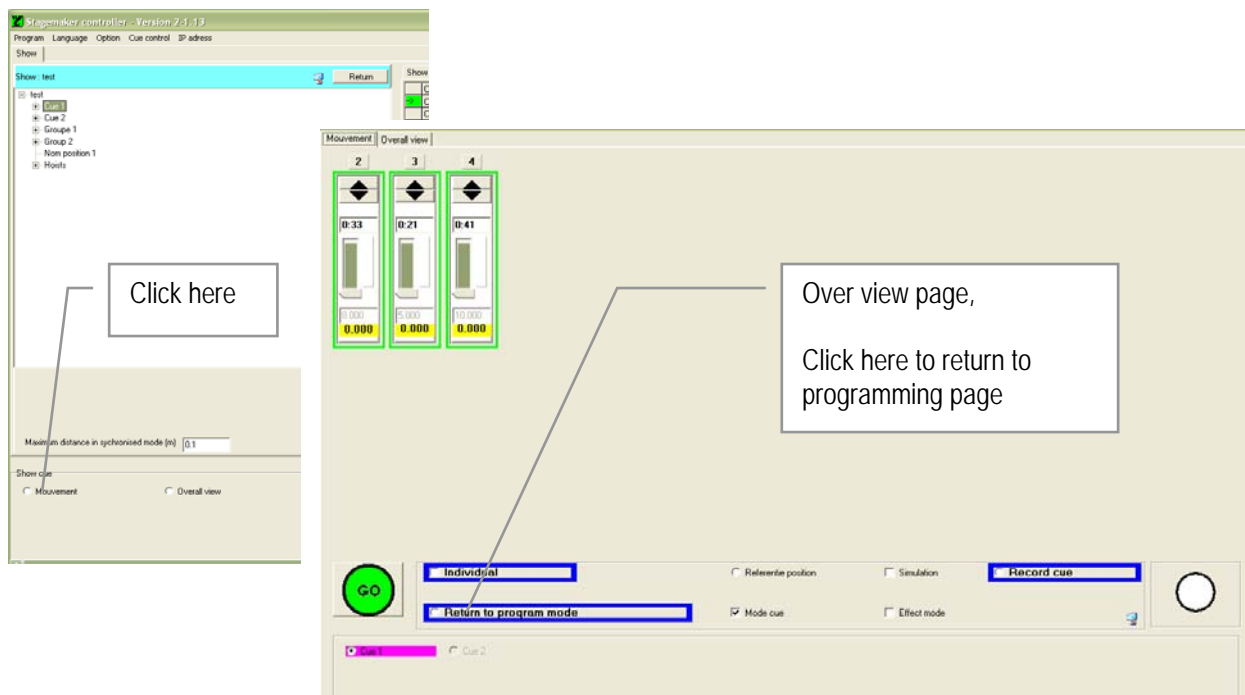 Stagemaker controller - Version 2-1.13
Program Language Option Cue control IP adress
Show
Show : test
Return
Show
test
Cue 1
Cue 2
Groupe 1
Group 2
Nom position 1
Hoists
Click here
Maximum distance in sychronised mode (m) 0.1
Show cue
Mouvement Overall view
Mouvement Overall view
2 3 4
0:33 0:21 0:41
0.000 5.000 10.000
0.000 0.000 0.000
Over view page,
Click here to return to
programming page
GO
Individual Referentie position Simulation Record cue
Return to program mode Mode cue Effect mode
Cue 1 Cue 2